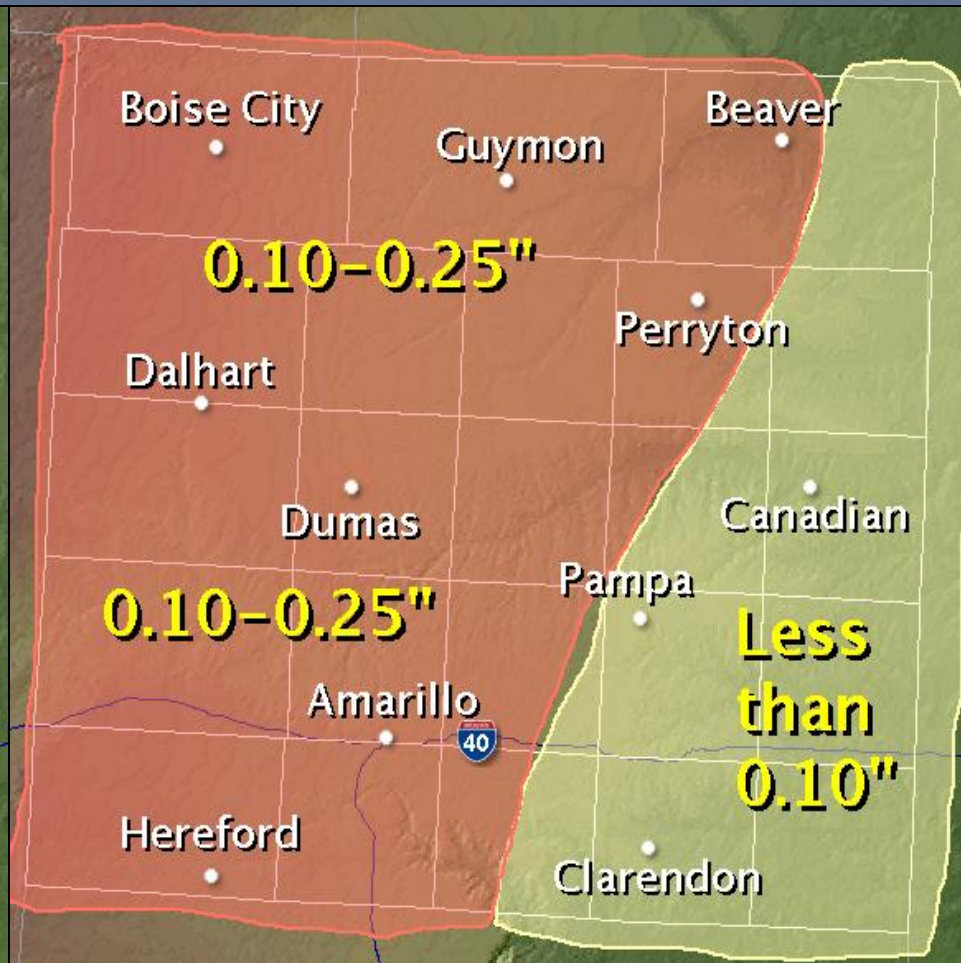 Boise City
Beaver
Guymon
0.10-0.25"
Perryton
Dalhart
Canadian
Dumas
Pampa
0.10-0.25"
Less
than
0.10"
Amarillo
40
Hereford
Clarendon